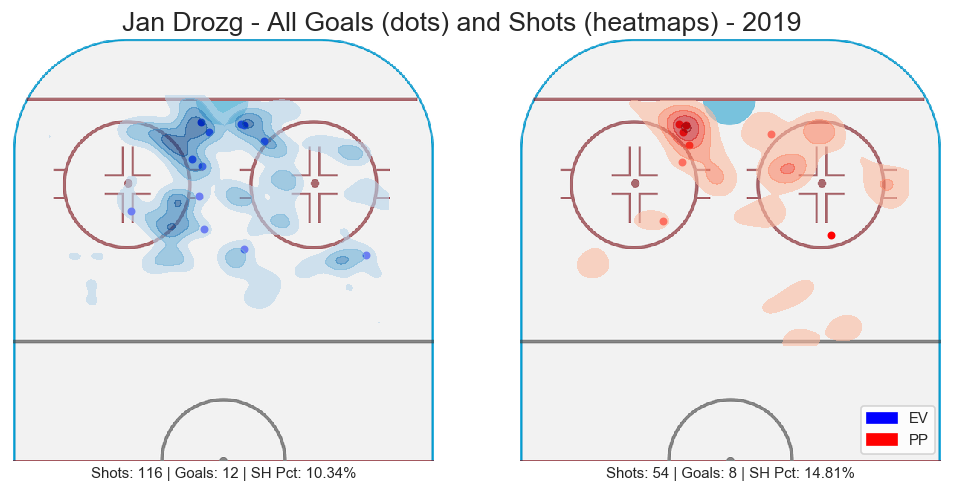 Jan Drozg - All Goals (dots) and Shots (heatmaps) - 2019
EV
PP
Shots: 116 | Goals: 12 | SH Pct: 10.34%
Shots: 54 | Goals: 8 | SH Pct: 14.81%